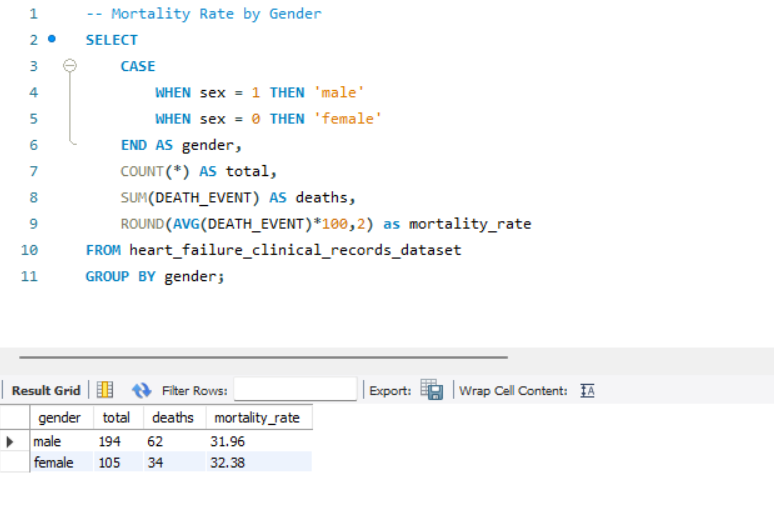 1 -- Mortality Rate by Gender
2 SELECT
3 CASE
4 WHEN sex = 1 THEN 'male'
5 WHEN sex = 0 THEN 'female'
6 END AS gender,
7 COUNT(*) AS total,
8 SUM(DEATH_EVENT) AS deaths,
9 ROUND(AVG(DEATH_EVENT)*100,2) as mortality_rate
10 FROM heart_failure_clinical_records_dataset
11 GROUP BY gender;
Result Grid Filter Rows: Export: Wrap Cell Content: IA
gender total deaths mortality_rate
male 194 62 31.96
female 105 34 32.38